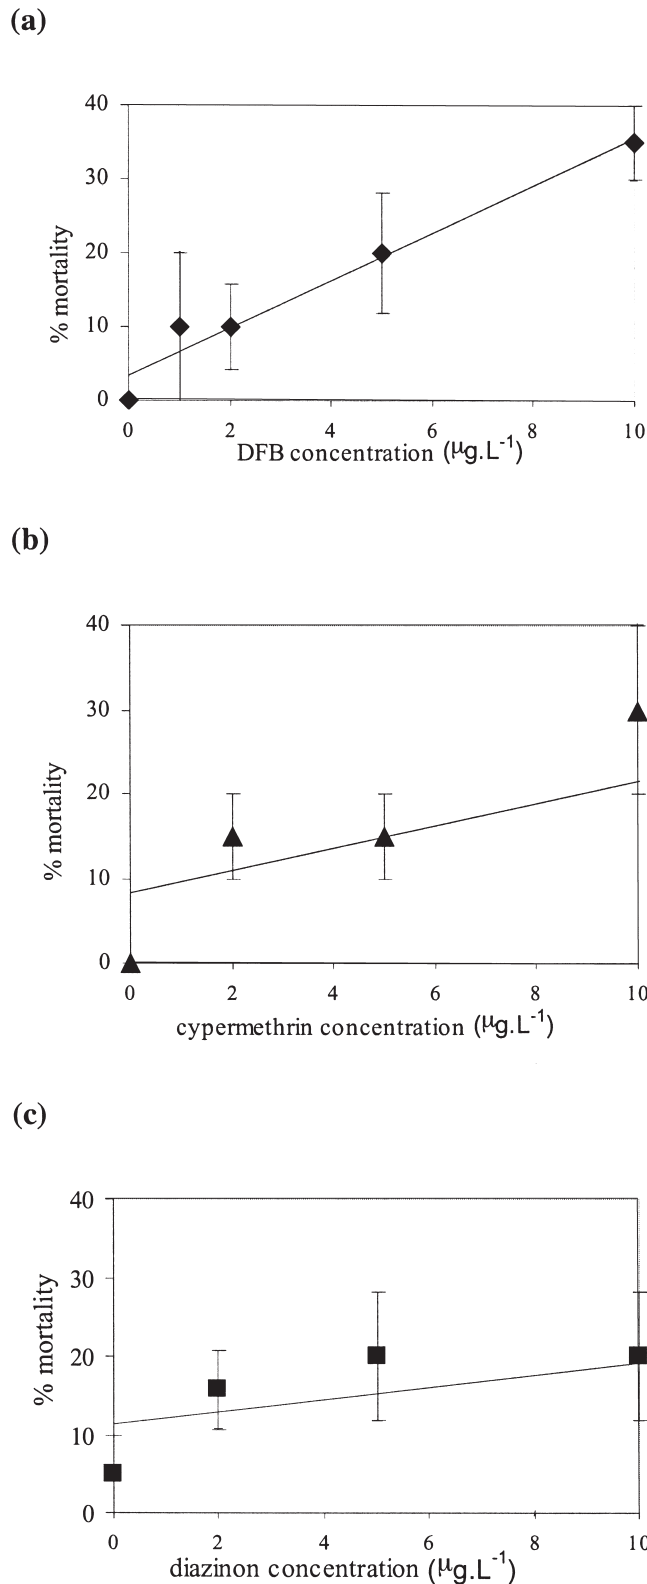 (a)
% mortality
40
30
20
10
0
0 2 4 6 8 10
DFB concentration (μg.L-1)
(b)
% mortality
40
30
20
10
0
0 2 4 6 8 10
cypermethrin concentration (μg.L-1)
(c)
% mortality
40
30
20
10
0
0 2 4 6 8 10
diazinon concentration (μg.L-1)